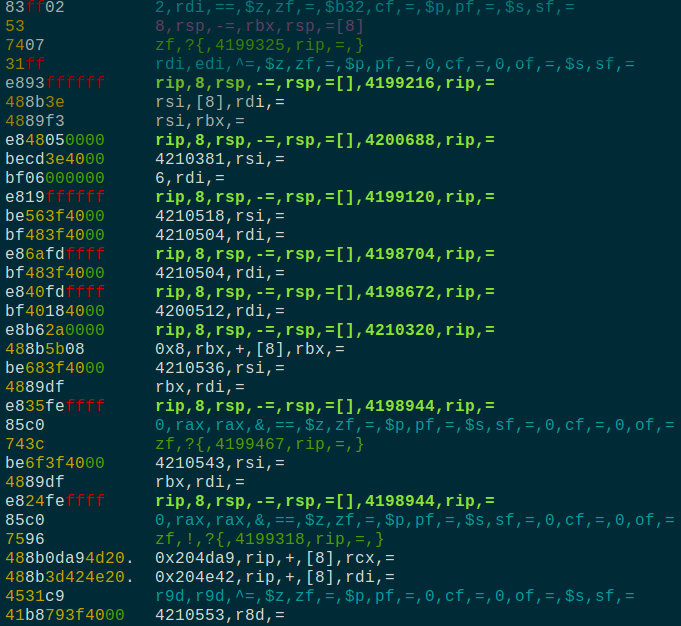 83ff02 2,rdi,==,$z,zf,=,$b32,cf,=,$p,pf,=,$s,sf,=
53 8,rsp,-=,rbx,rsp,=[8]
7407 zf,?{,4199325,rip,=,}
31ff rdi,edi,^=,$z,zf,=,$p,pf,=,0,cf,=,0,of,=,$s,sf,=
e893ffffff rip,8,rsp,-=,rsp,=[],4199216,rip,=
488b3e rsi,[8],rdi,=
4889f3 rsi,rbx,=
e848050000 rip,8,rsp,-=,rsp,=[],4200688,rip,=
becd3e4000 4210381,rsi,=
bf06000000 6,rdi,=
e819ffffff rip,8,rsp,-=,rsp,=[],4199120,rip,=
be563f4000 4210518,rsi,=
bf483f4000 4210504,rdi,=
e86afdffff rip,8,rsp,-=,rsp,=[],4198704,rip,=
bf483f4000 4210504,rdi,=
e840fdffff rip,8,rsp,-=,rsp,=[],4198672,rip,=
bf40184000 4200512,rdi,=
e8b62a0000 rip,8,rsp,-=,rsp,=[],4210320,rip,=
488b5b08 0x8,rbx,+,[8],rbx,=
be683f4000 4210536,rsi,=
4889df rbx,rdi,=
e835feffff rip,8,rsp,-=,rsp,=[],4198944,rip,=
85c0 0,rax,rax,&,==,$z,zf,=,$p,pf,=,$s,sf,=,0,cf,=,0,of,=
743c zf,?{,4199467,rip,=,}
be6f3f4000 4210543,rsi,=
4889df rbx,rdi,=
e824feffff rip,8,rsp,-=,rsp,=[],4198944,rip,=
85c0 0,rax,rax,&,==,$z,zf,=,$p,pf,=,$s,sf,=,0,cf,=,0,of,=
7596 zf,!,?{,4199318,rip,=,}
488b0da94d20. 0x204da9,rip,+,[8],rcx,=
488b3d424e20. 0x204e42,rip,+,[8],rdi,=
4531c9 r9d,r9d,^=,$z,zf,=,$p,pf,=,0,cf,=,0,of,=,$s,sf,=
41b8793f4000 4210553,r8d,=